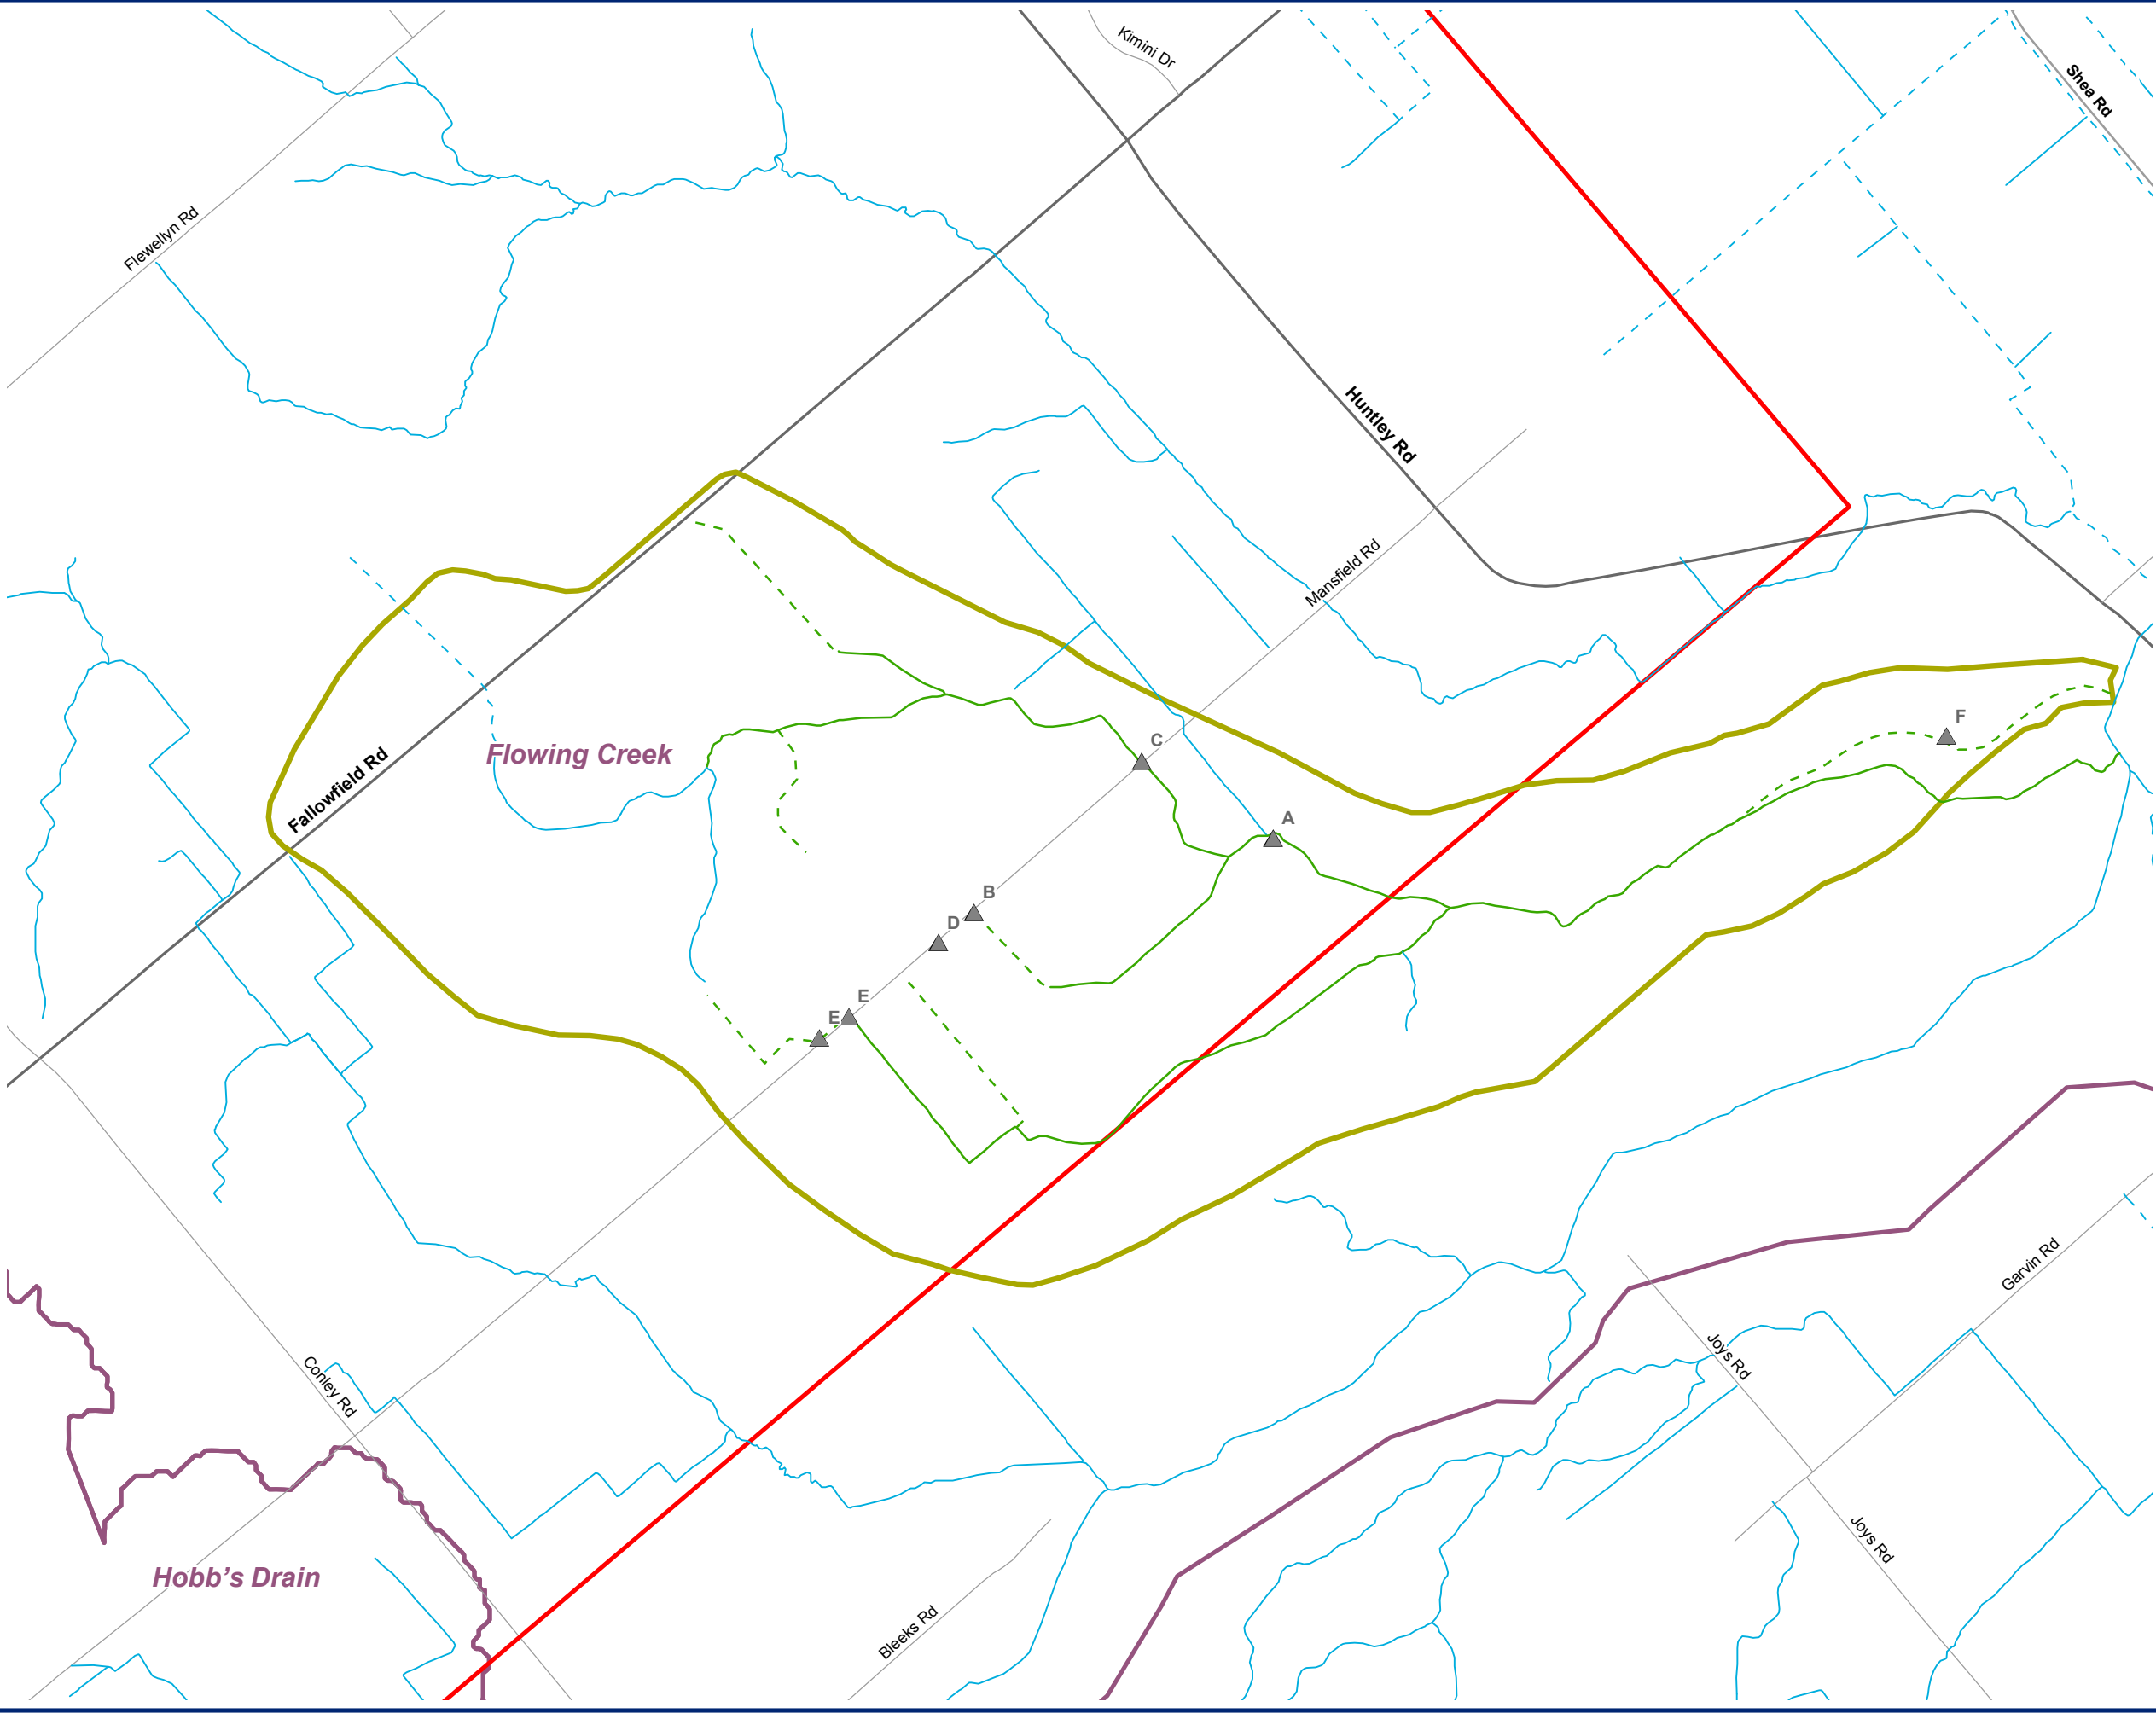 Kimini Dr
Shea Rd
Flewellyn Rd
Huntley Rd
Mansfield Rd
Flowing Creek
F
C
Fallowfield Rd
A
B
D
E
E
Garvin Rd
Joys Rd
Conley Rd
Joys Rd
Hobb's Drain
Bleeks Rd